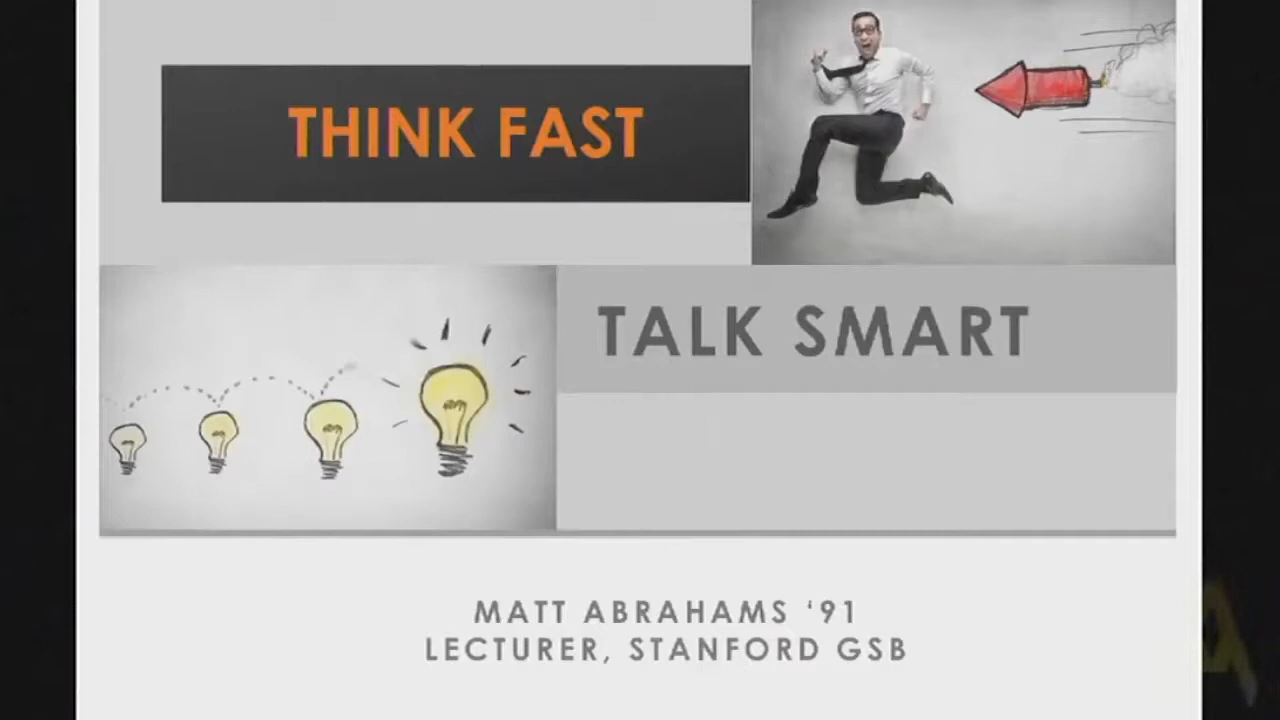 THINK FAST
TALK SMART
MATT ABRAHAMS ‘91
LECTURER, STANFORD GSB